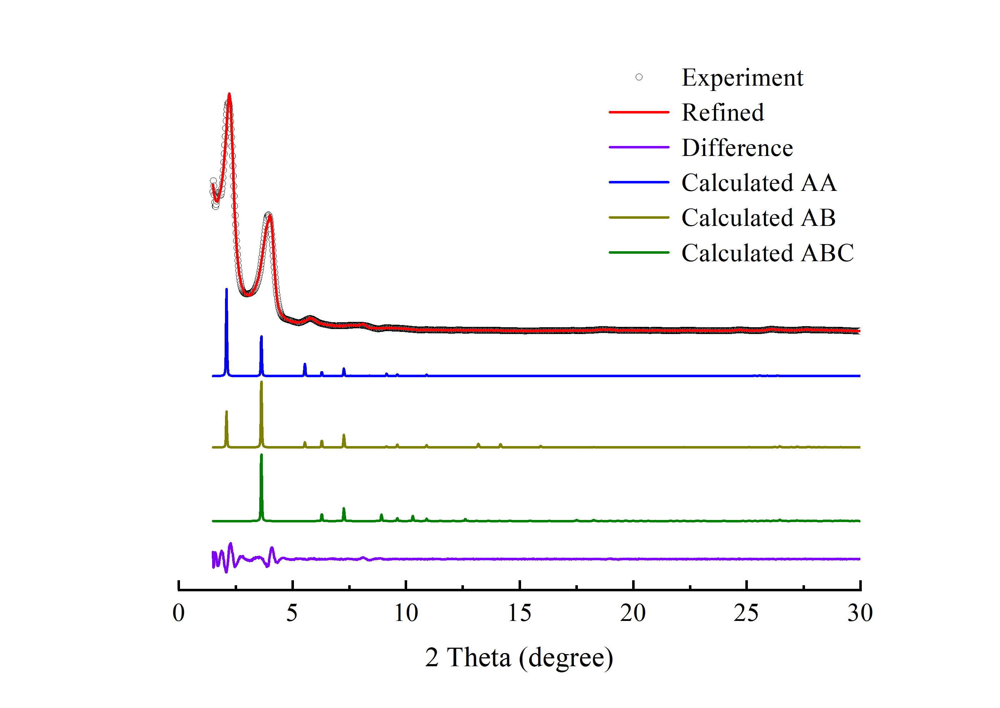 Experiment
Refined
Difference
Calculated AA
Calculated AB
Calculated ABC
0 5 10 15 20 25 30
2 Theta (degree)